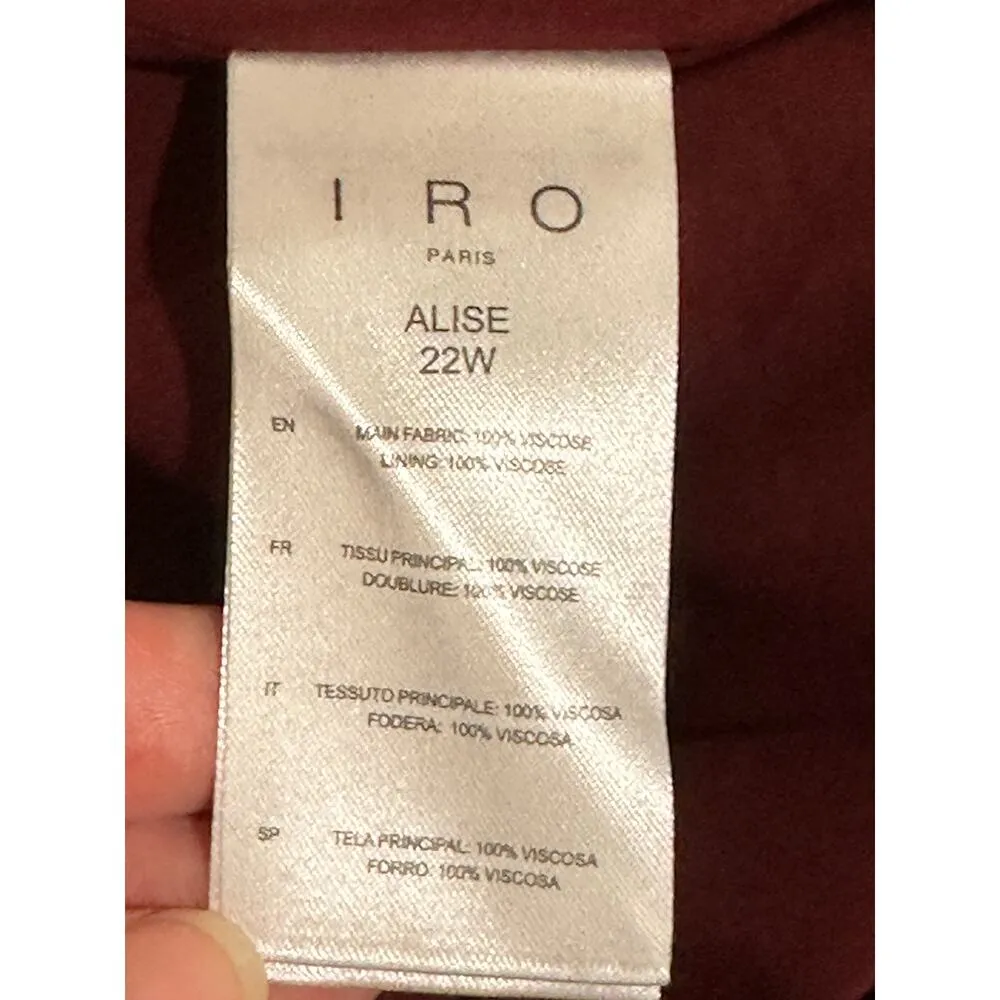 I R O
PARIS
ALISE
22W
EN
MAIN FABRIC: 100% VISCOSE
LINING: 100% VISCOSE
FR
TISSU PRINCIPAL: 100% VISCOSE
DOUBLURE: 100% VISCOSE
IT
TESSUTO PRINCIPALE: 100% VISCOSA
FODERA: 100% VISCOSA
SP
TELA PRINCIPAL: 100% VISCOSA
FORRO: 100% VISCOSA